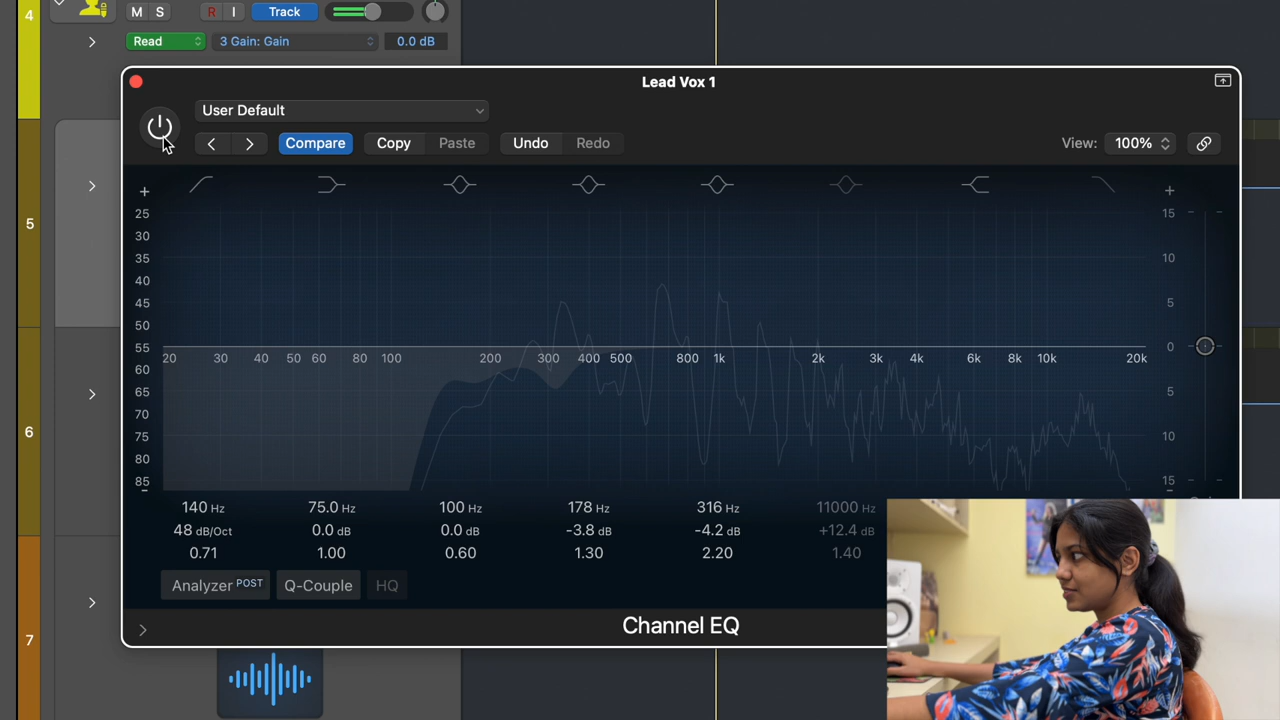 4
M S R I Track
Read 3 Gain: Gain 0.0 dB
Lead Vox 1
User Default
Compare Copy Paste Undo Redo View: 100%
5
+ +
25 15
30
35 10
40
45 5
50
55 0
20 30 40 50 60 80 100 200 300 400 500 800 1k 2k 3k 4k 6k 8k 10k 20k
60
65 5
70
75 10
80
85 15
6
140 Hz 75.0 Hz 100 Hz 178 Hz 316 Hz 11000 Hz
48 dB/Oct 0.0 dB 0.0 dB -3.8 dB -4.2 dB +12.4 dB
0.71 1.00 0.60 1.30 2.20 1.40
Analyzer POST Q-Couple HQ
Channel EQ
7